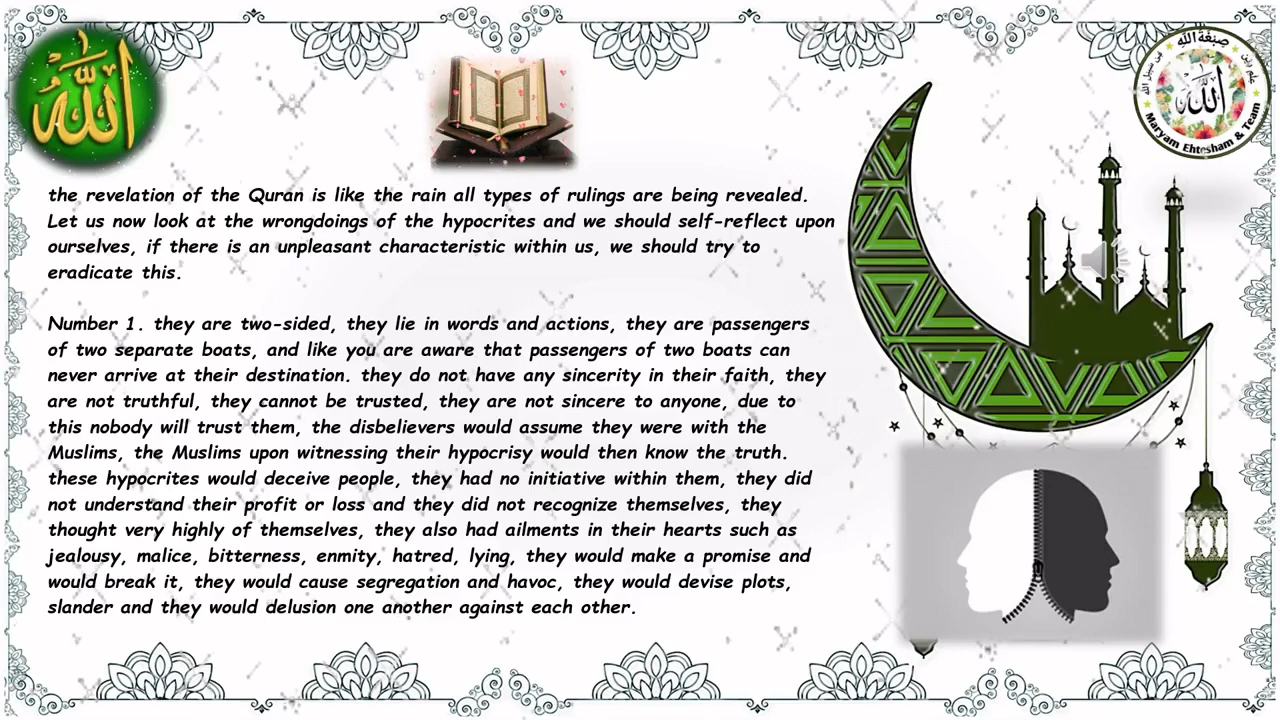 الله
صبغة الله
الله
Maryam Ehtesham & Team
the revelation of the Quran is like the rain all types of rulings are being revealed.
Let us now look at the wrongdoings of the hypocrites and we should self-reflect upon
ourselves, if there is an unpleasant characteristic within us, we should try to
eradicate this.
Number 1. they are two-sided, they lie in words and actions, they are passengers
of two separate boats, and like you are aware that passengers of two boats can
never arrive at their destination. they do not have any sincerity in their faith, they
are not truthful, they cannot be trusted, they are not sincere to anyone, due to
this nobody will trust them, the disbelievers would assume they were with the
Muslims, the Muslims upon witnessing their hypocrisy would then know the truth.
these hypocrites would deceive people, they had no initiative within them, they did
not understand their profit or loss and they did not recognize themselves, they
thought very highly of themselves, they also had ailments in their hearts such as
jealousy, malice, bitterness, enmity, hatred, lying, they would make a promise and
would break it, they would cause segregation and havoc, they would devise plots,
slander and they would delusion one another against each other.